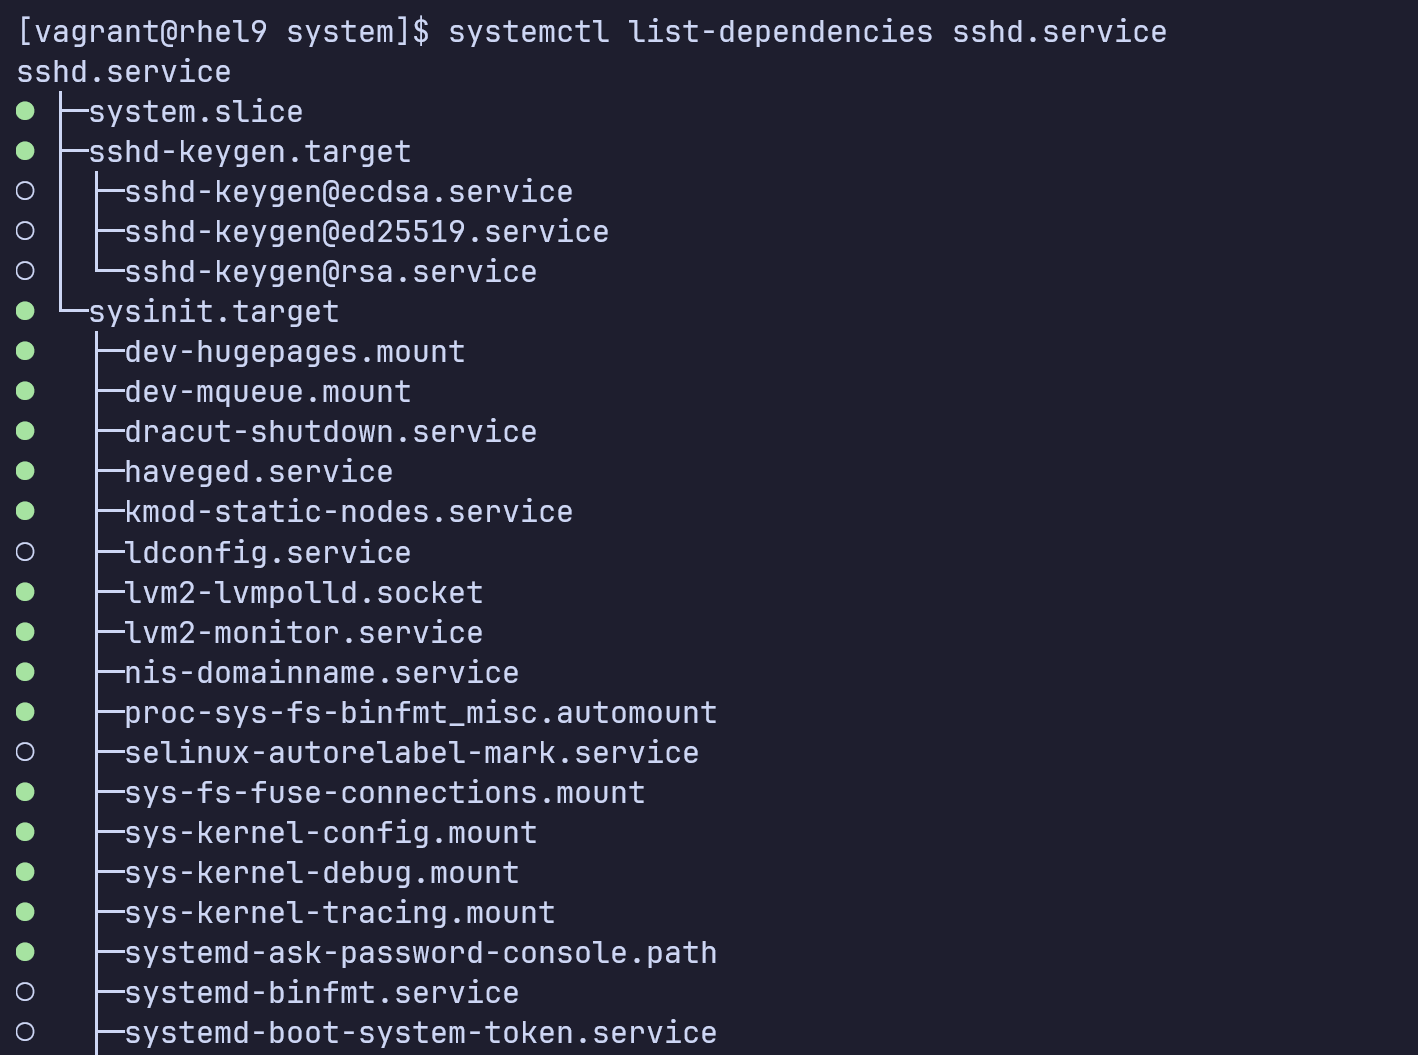 [vagrant@rhel9 system]$ systemctl list-dependencies sshd.service
sshd.service
● ├─system.slice
● ├─sshd-keygen.target
○ │ ├─sshd-keygen@ecdsa.service
○ │ ├─sshd-keygen@ed25519.service
○ │ └─sshd-keygen@rsa.service
● └─sysinit.target
●   ├─dev-hugepages.mount
●   ├─dev-mqueue.mount
●   ├─dracut-shutdown.service
●   ├─haveged.service
●   ├─kmod-static-nodes.service
○   ├─ldconfig.service
●   ├─lvm2-lvmpolld.socket
●   ├─lvm2-monitor.service
●   ├─nis-domainname.service
●   ├─proc-sys-fs-binfmt_misc.automount
○   ├─selinux-autorelabel-mark.service
●   ├─sys-fs-fuse-connections.mount
●   ├─sys-kernel-config.mount
●   ├─sys-kernel-debug.mount
●   ├─sys-kernel-tracing.mount
●   ├─systemd-ask-password-console.path
○   ├─systemd-binfmt.service
○   ├─systemd-boot-system-token.service